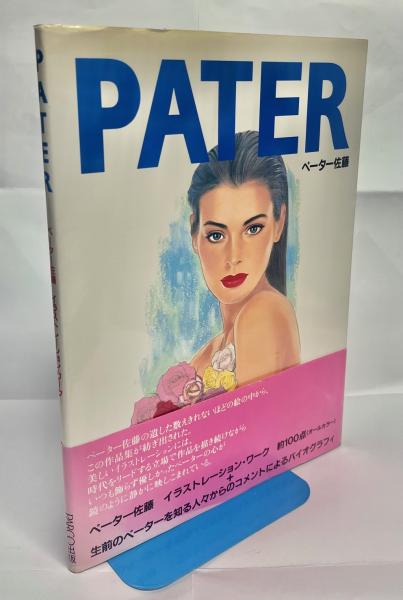 PATER
ペーター佐藤
PATER
PARCO出版
ペーター佐藤の遺した数えきれないほどの絵の中から、
この作品集が紡ぎ出された。
美しいイラストレーションには、
時代をリードする立場で作品を描き続けながら
いつも飾らず優しかったペーターの心が
鏡のように静かに映しこまれている。
ペーター佐藤 イラストレーション・ワーク 約100点(オールカラー)
+
生前のペーターを知る人々からのコメントによるバイオグラフィ